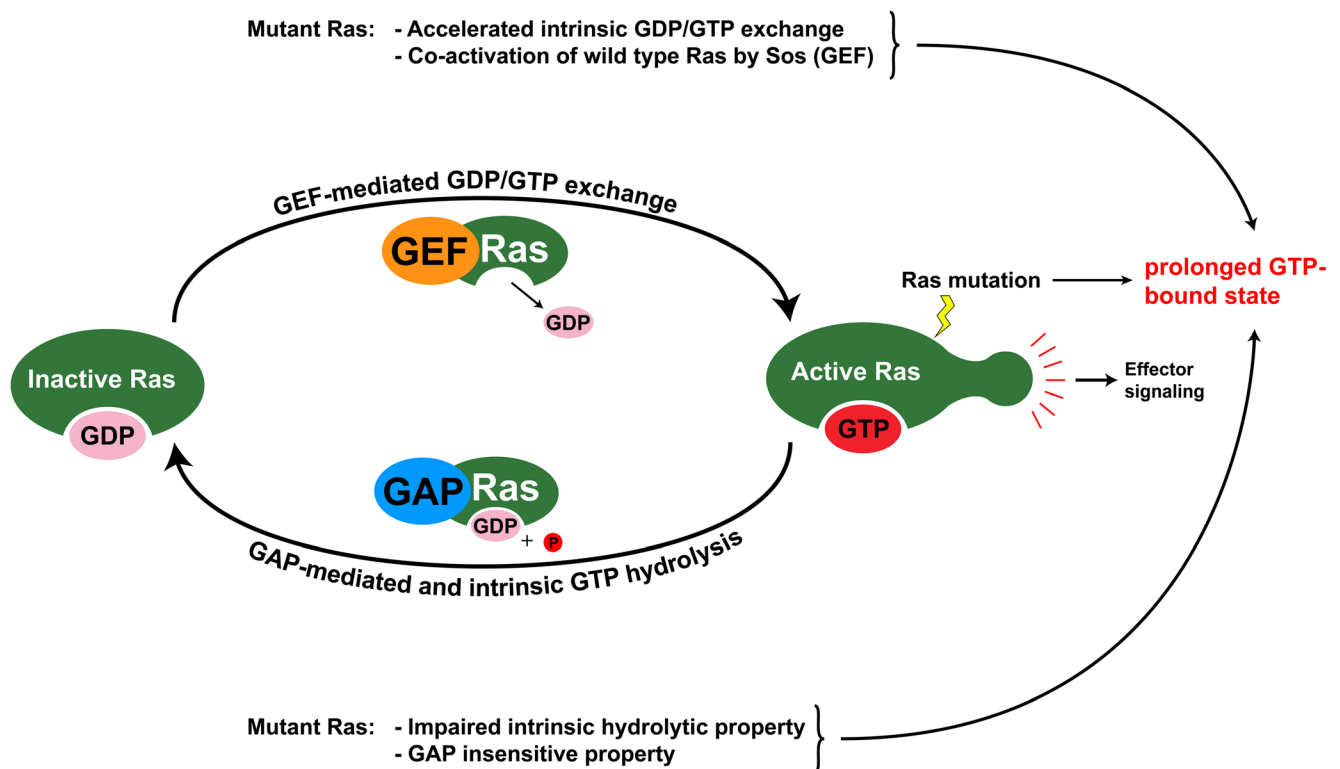 Mutant Ras: - Accelerated intrinsic GDP/GTP exchange
- Co-activation of wild type Ras by Sos (GEF)
GEF-mediated GDP/GTP exchange
GEF Ras
GDP
Ras mutation
prolonged GTP-
bound state
Inactive Ras
GDP
Active Ras
GTP
Effector
signaling
GAP Ras
GDP
+ P
GAP-mediated and intrinsic GTP hydrolysis
Mutant Ras: - Impaired intrinsic hydrolytic property
- GAP insensitive property